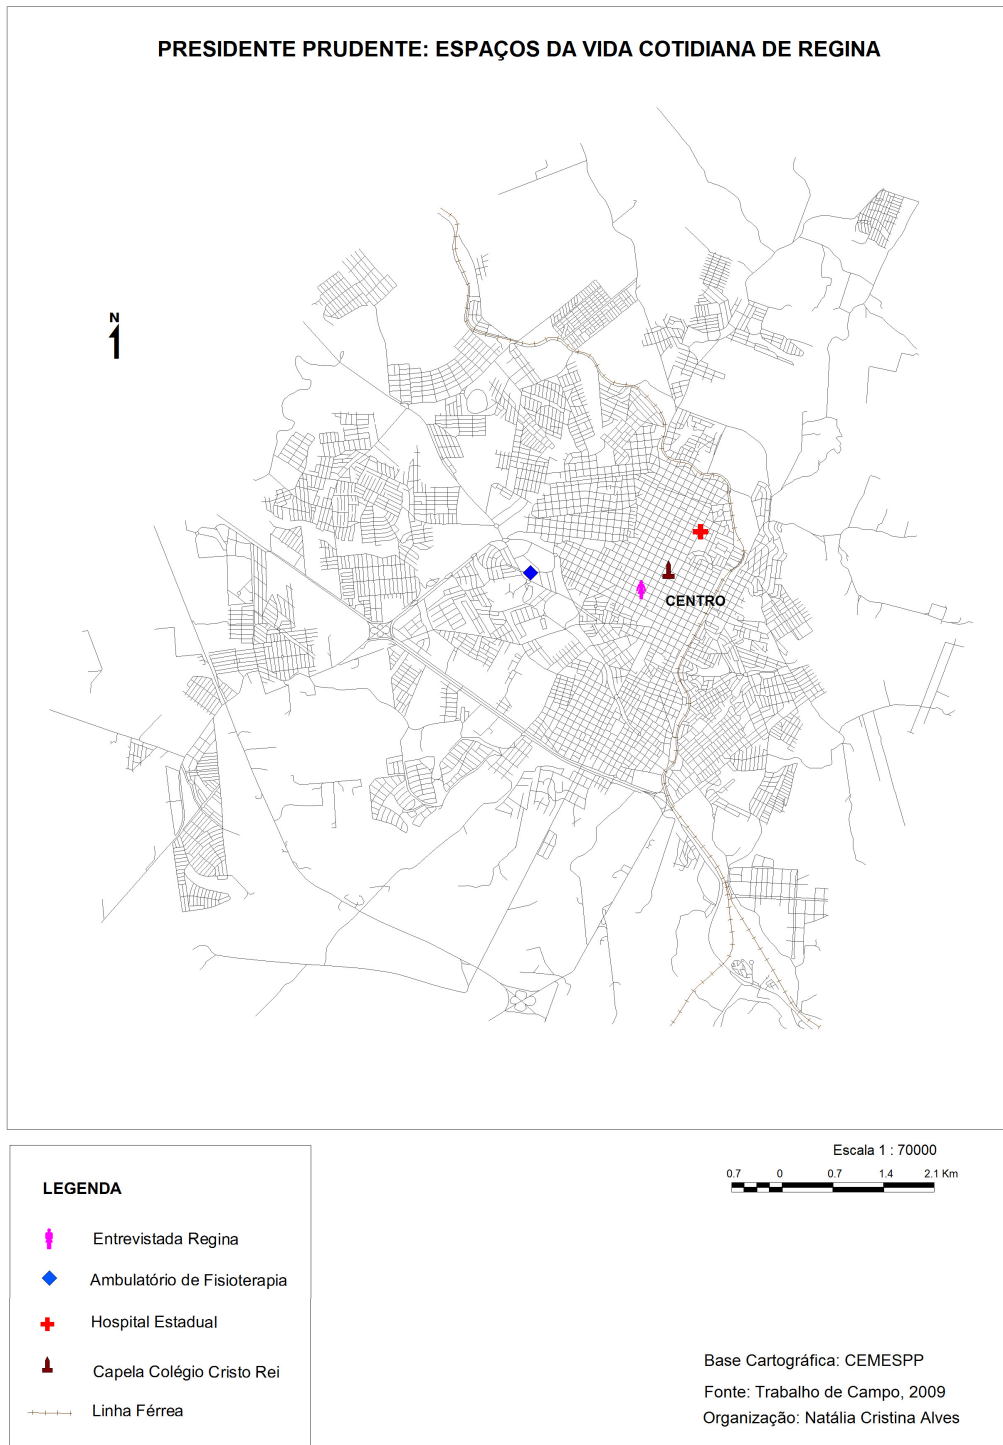 PRESIDENTE PRUDENTE: ESPAÇOS DA VIDA COTIDIANA DE REGINA
N
CENTRO
Escala 1 : 70000
0.7 0 0.7 1.4 2.1 Km
LEGENDA
Entrevistada Regina
Ambulatório de Fisioterapia
Hospital Estadual
Capela Colégio Cristo Rei
Linha Férrea
Base Cartográfica: CEMESPP
Fonte: Trabalho de Campo, 2009
Organização: Natália Cristina Alves